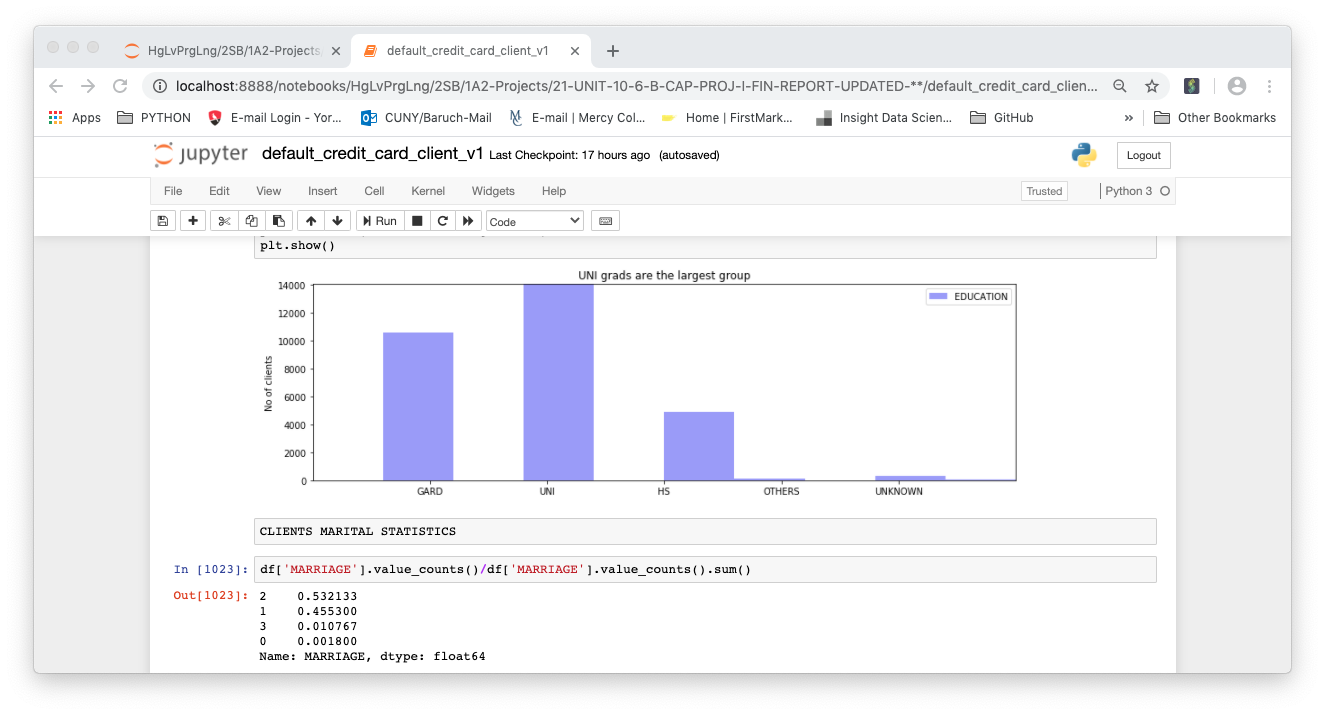 HgLvPrgLng/2SB/1A2-Projects
default_credit_card_client_v1
localhost:8888/notebooks/HgLvPrgLng/2SB/1A2-Projects/21-UNIT-10-6-B-CAP-PROJ-I-FIN-REPORT-UPDATED-**/default_credit_card_clien...
Apps PYTHON E-mail Login - Yor... CUNY/Baruch-Mail E-mail | Mercy Col... Home | FirstMark... Insight Data Scien... GitHub » Other Bookmarks
jupyter default_credit_card_client_v1 Last Checkpoint: 17 hours ago (autosaved) Logout
File Edit View Insert Cell Kernel Widgets Help Trusted Python 3
Run Code
plt.show()
UNI grads are the largest group
EDUCATION
14000
12000
10000
8000
6000
4000
2000
0
No of clients
GARD UNI HS OTHERS UNKNOWN
CLIENTS MARITAL STATISTICS
In [1023]: df['MARRIAGE'].value_counts()/df['MARRIAGE'].value_counts().sum()
Out[1023]: 2 0.532133
1 0.455300
3 0.010767
0 0.001800
Name: MARRIAGE, dtype: float64